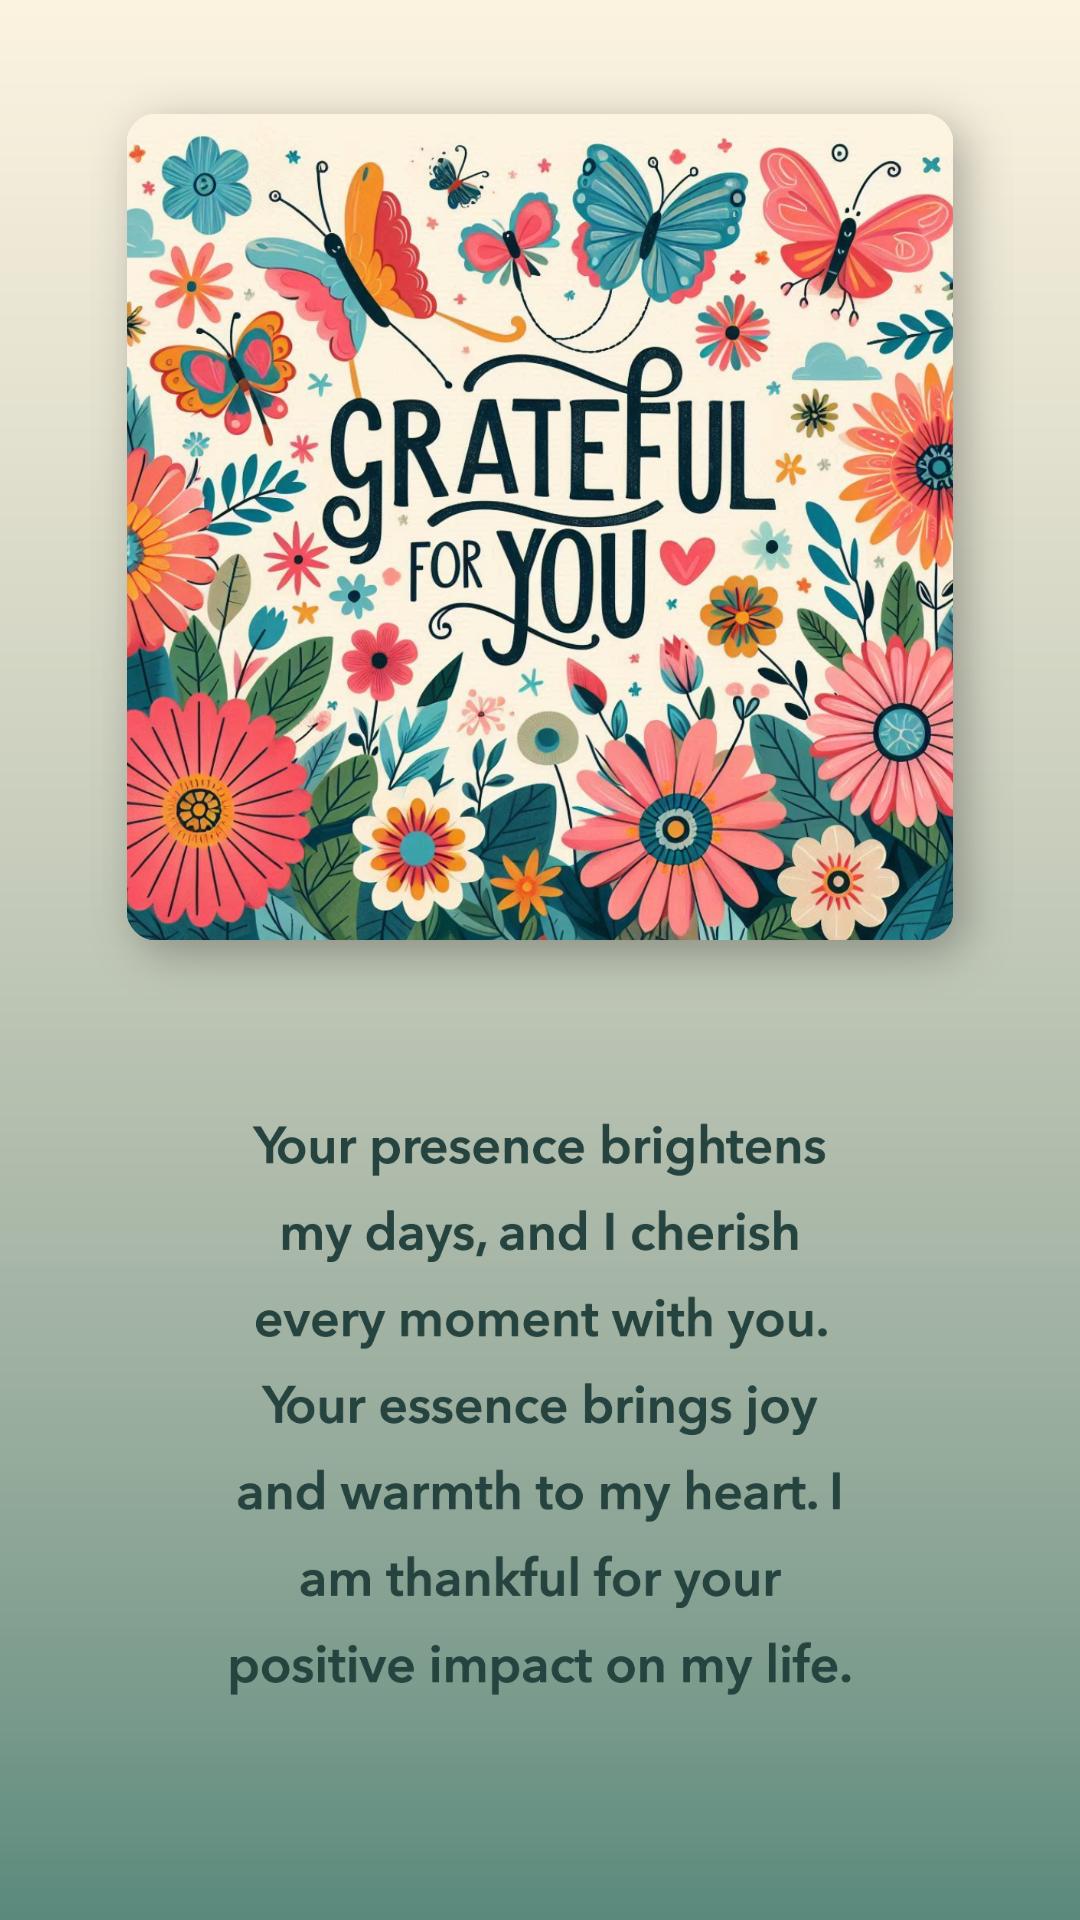 GRATEFUL
FOR YOU
Your presence brightens
my days, and I cherish
every moment with you.
Your essence brings joy
and warmth to my heart. I
am thankful for your
positive impact on my life.